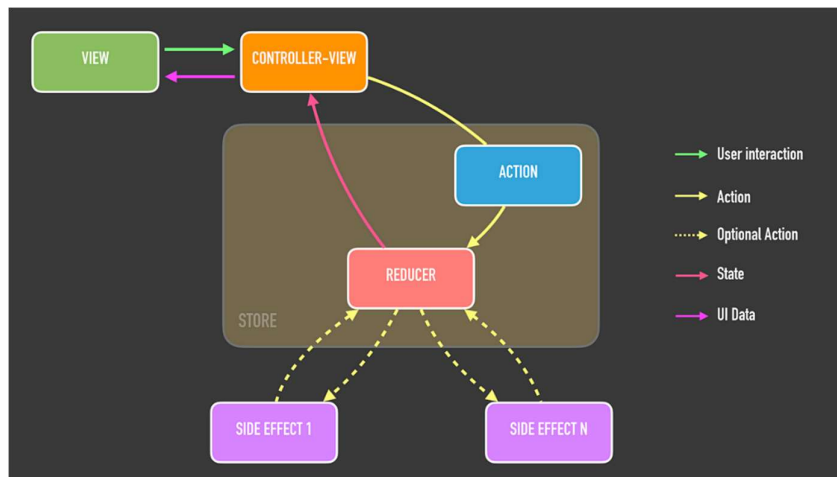 VIEW
CONTROLLER-VIEW
ACTION
REDUCER
STORE
SIDE EFFECT 1
SIDE EFFECT N
User interaction
Action
Optional Action
State
UI Data